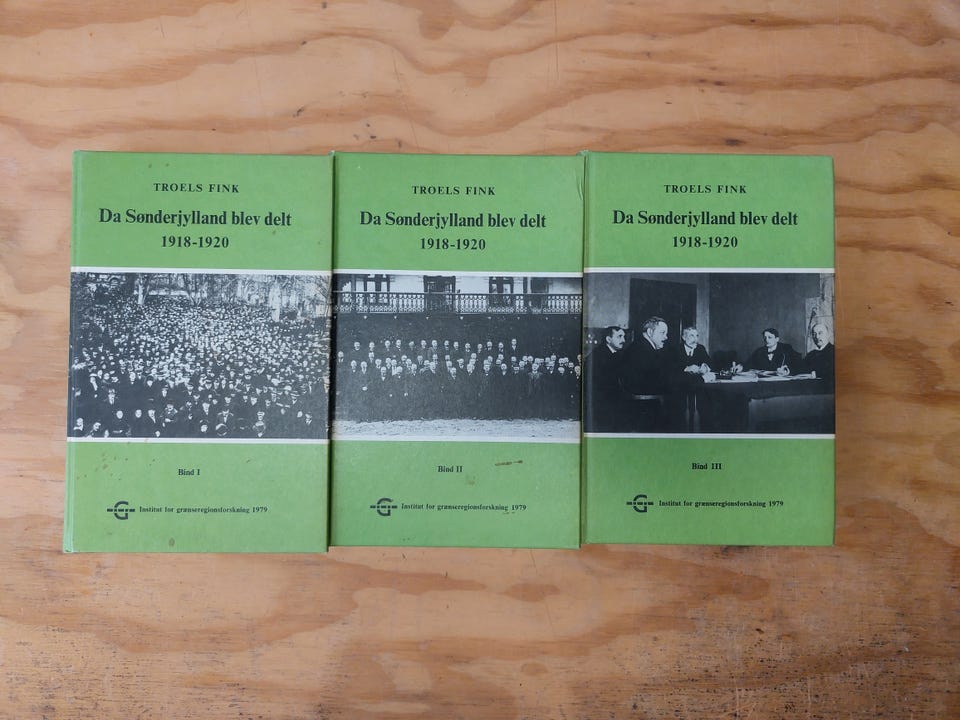 TROELS FINK
Da Sønderjylland blev delt
1918-1920
Bind I
G Institut for grænseregionsforskning 1979
TROELS FINK
Da Sønderjylland blev delt
1918-1920
Bind II
G Institut for grænseregionsforskning 1979
TROELS FINK
Da Sønderjylland blev delt
1918-1920
Bind III
G Institut for grænseregionsforskning 1979